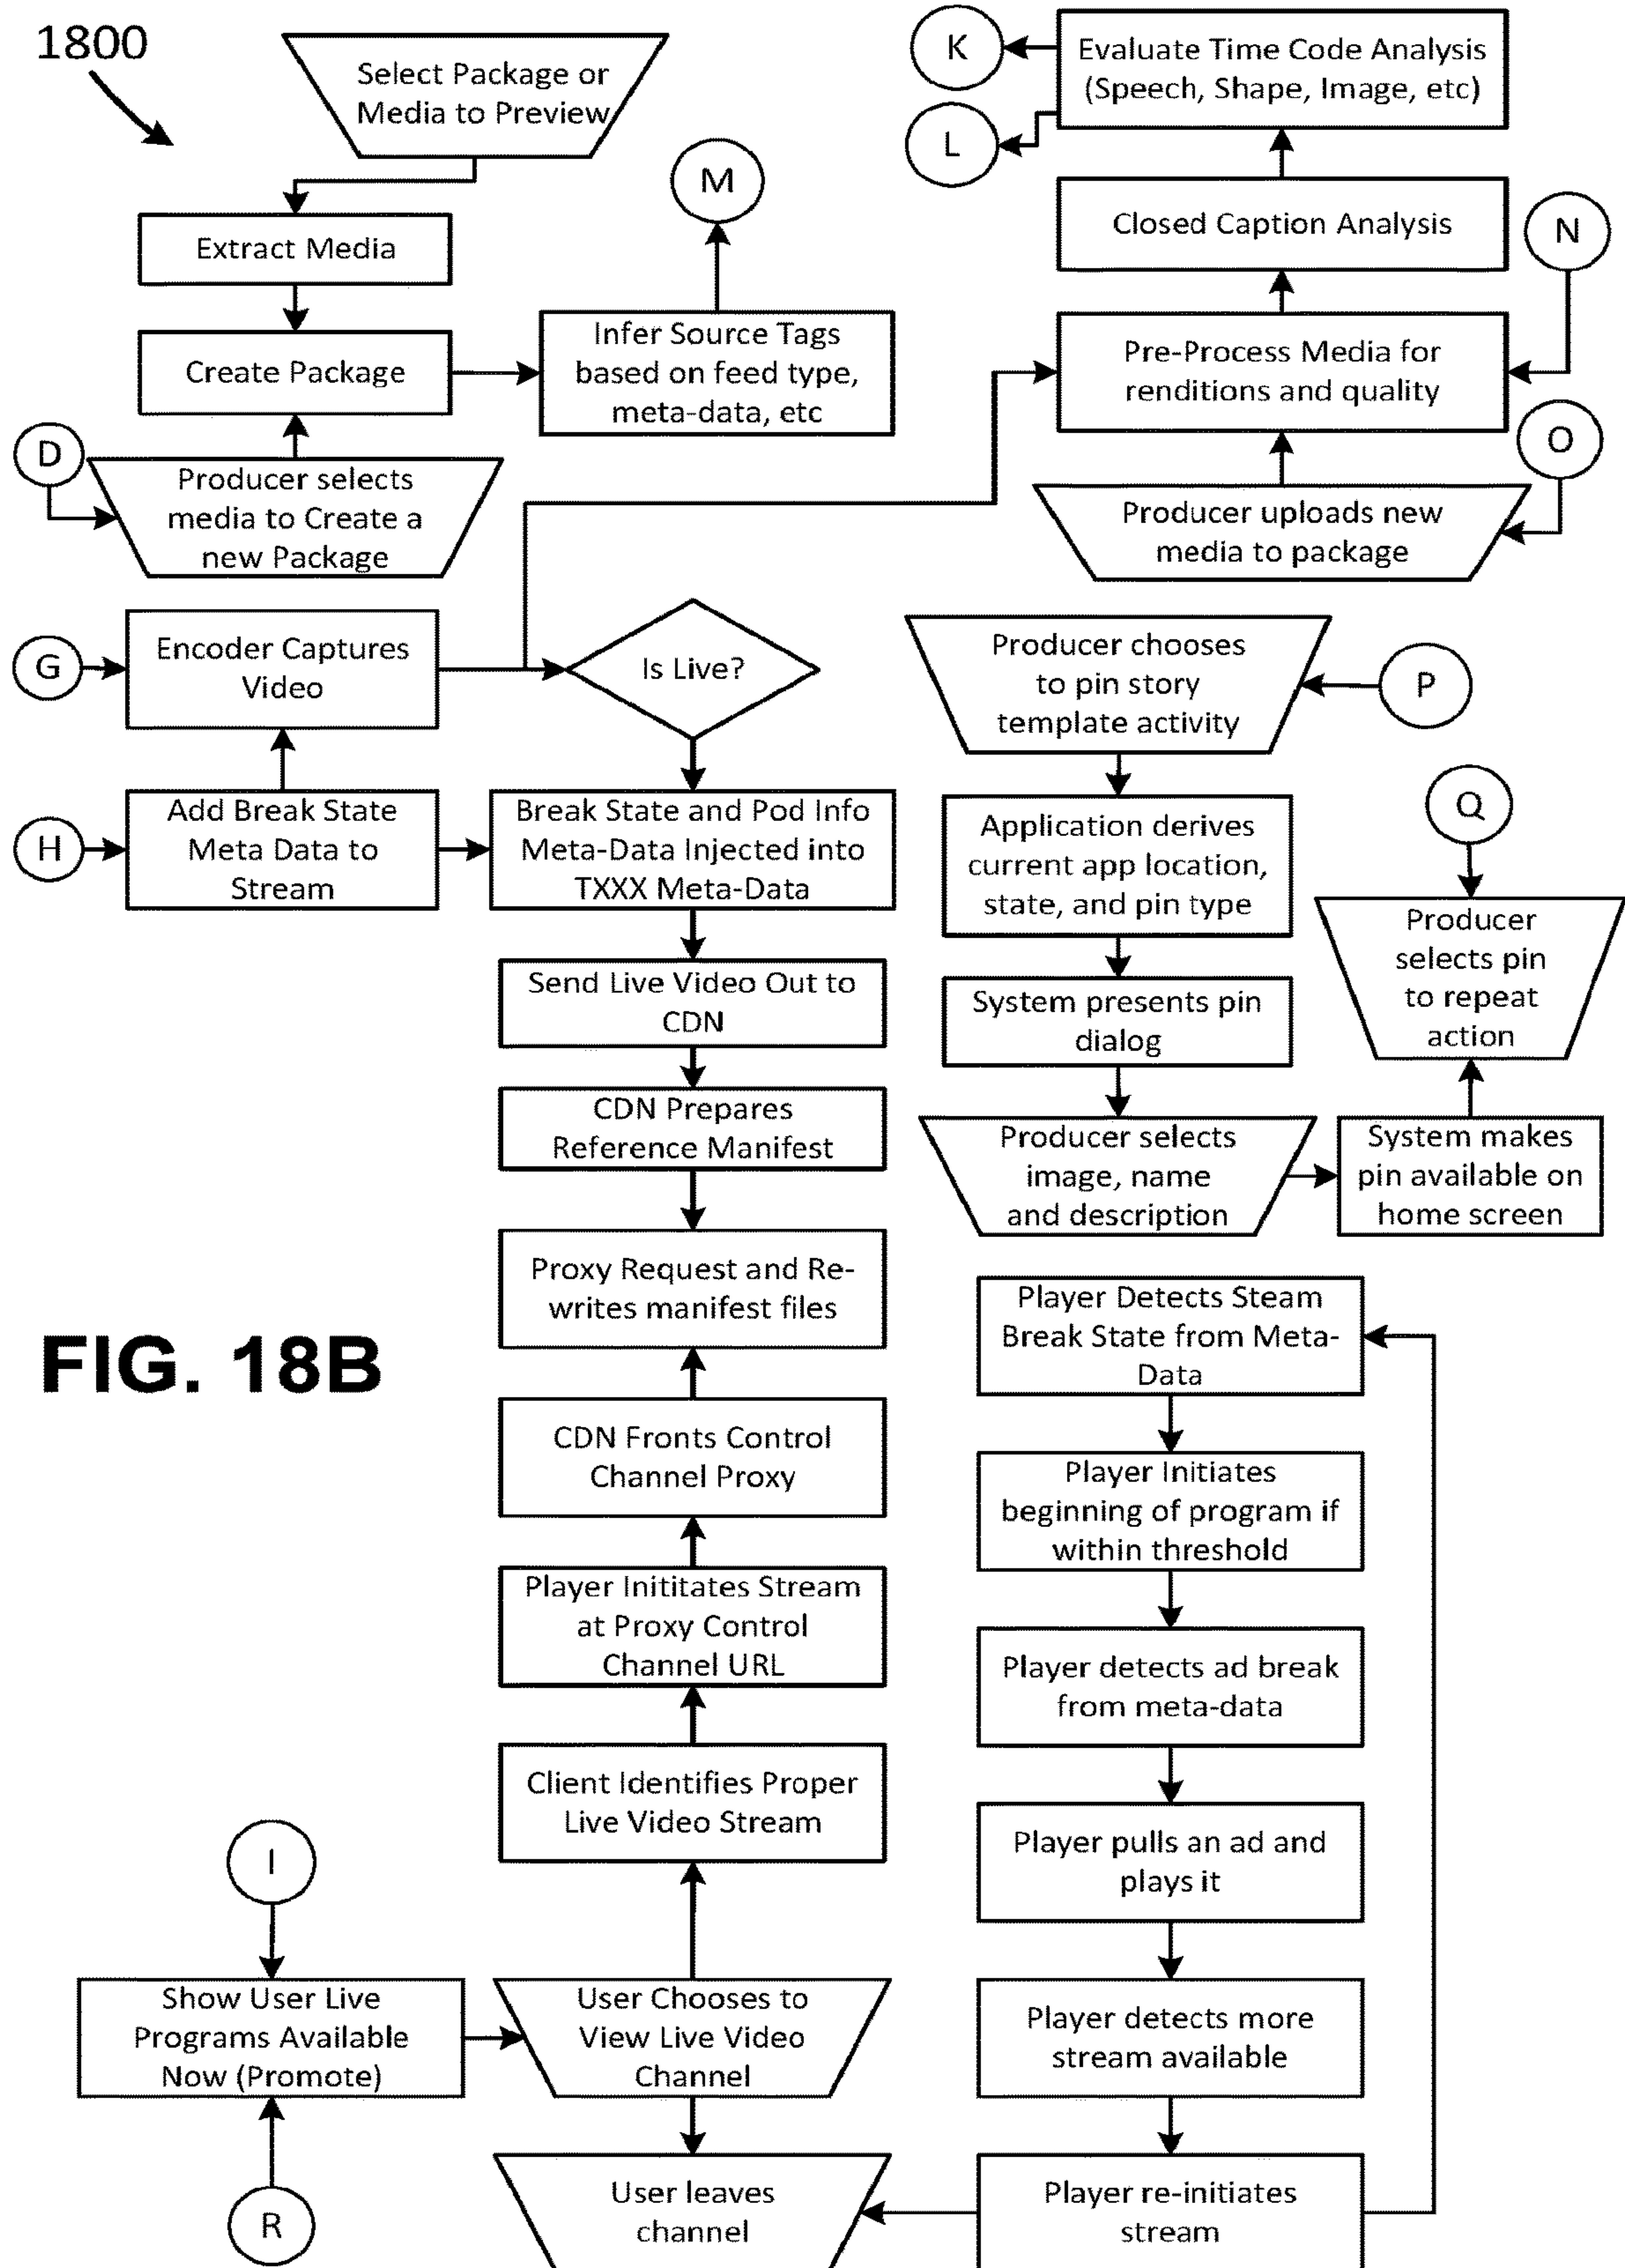 1800
Select Package or
Media to Preview
Extract Media
Create Package
Infer Source Tags
based on feed type,
meta-data, etc
M
D
Producer selects
media to Create a
new Package
K
Evaluate Time Code Analysis
(Speech, Shape, Image, etc)
L
Closed Caption Analysis
N
Pre-Process Media for
renditions and quality
O
Producer uploads new
media to package
G
Encoder Captures
Video
Is Live?
H
Add Break State
Meta Data to
Stream
Break State and Pod Info
Meta-Data Injected into
TXXX Meta-Data
Send Live Video Out to
CDN
CDN Prepares
Reference Manifest
Proxy Request and Re-
writes manifest files
CDN Fronts Control
Channel Proxy
Player Inititates Stream
at Proxy Control
Channel URL
Client Identifies Proper
Live Video Stream
I
Show User Live
Programs Available
Now (Promote)
R
User Chooses to
View Live Video
Channel
User leaves
channel
Producer chooses
to pin story
template activity
P
Application derives
current app location,
state, and pin type
System presents pin
dialog
Producer selects
image, name
and description
System makes
pin available on
home screen
Q
Producer
selects pin
to repeat
action
Player Detects Steam
Break State from Meta-
Data
Player Initiates
beginning of program if
within threshold
Player detects ad break
from meta-data
Player pulls an ad and
plays it
Player detects more
stream available
Player re-initiates
stream
FIG. 18B